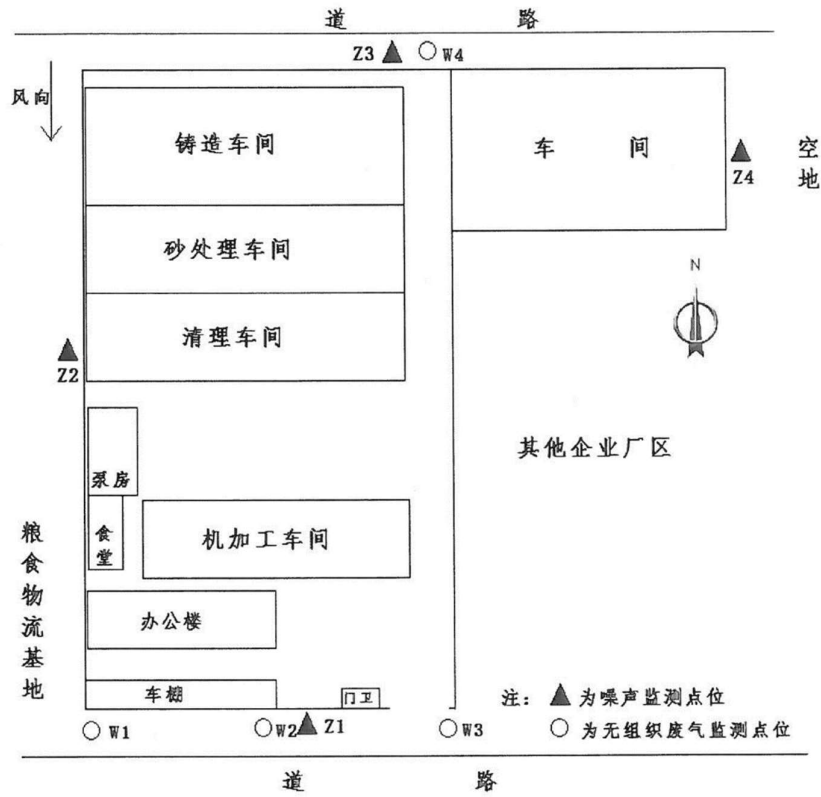 道 路
Z3 W4
风向
铸造车间
车 间
空地
Z4
砂处理车间
N
清理车间
Z2
其他企业厂区
泵房
食堂
机加工车间
粮食物流基地
办公楼
车棚
门卫
注: 为噪声监测点位
W1
W2 Z1
W3
为无组织废气监测点位
道 路